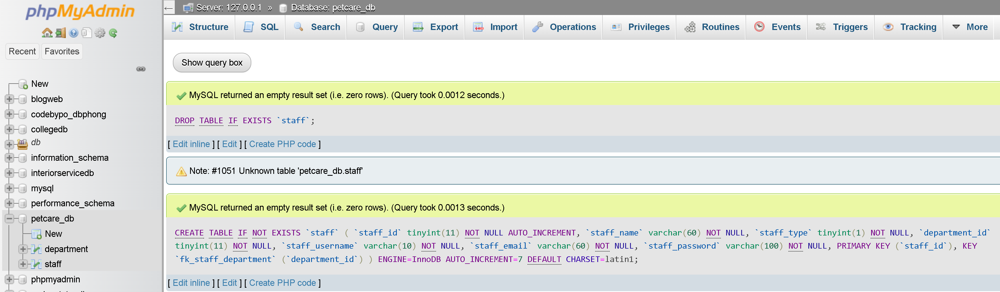 phpMyAdmin
Recent
Favorites
New
blogweb
codebypo_dbphong
collegedb
db
information_schema
interiorservicedb
mysql
performance_schema
petcare_db
New
department
staff
phpmyadmin
Server: 127.0.0.1 » Database: petcare_db
Structure SQL Search Query Export Import Operations Privileges Routines Events Triggers Tracking More
Show query box
MySQL returned an empty result set (i.e. zero rows). (Query took 0.0012 seconds.)
DROP TABLE IF EXISTS `staff`;
[ Edit inline ] [ Edit ] [ Create PHP code ]
Note: #1051 Unknown table 'petcare_db.staff'
MySQL returned an empty result set (i.e. zero rows). (Query took 0.0013 seconds.)
CREATE TABLE IF NOT EXISTS `staff` ( `staff_id` tinyint(11) NOT NULL AUTO_INCREMENT, `staff_name` varchar(60) NOT NULL, `staff_type` tinyint(1) NOT NULL, `department_id`
tinyint(11) NOT NULL, `staff_username` varchar(10) NOT NULL, `staff_email` varchar(60) NOT NULL, `staff_password` varchar(100) NOT NULL, PRIMARY KEY (`staff_id`), KEY
`fk_staff_department` (`department_id`) ) ENGINE=InnoDB AUTO_INCREMENT=7 DEFAULT CHARSET=latin1;
[ Edit inline ] [ Edit ] [ Create PHP code ]